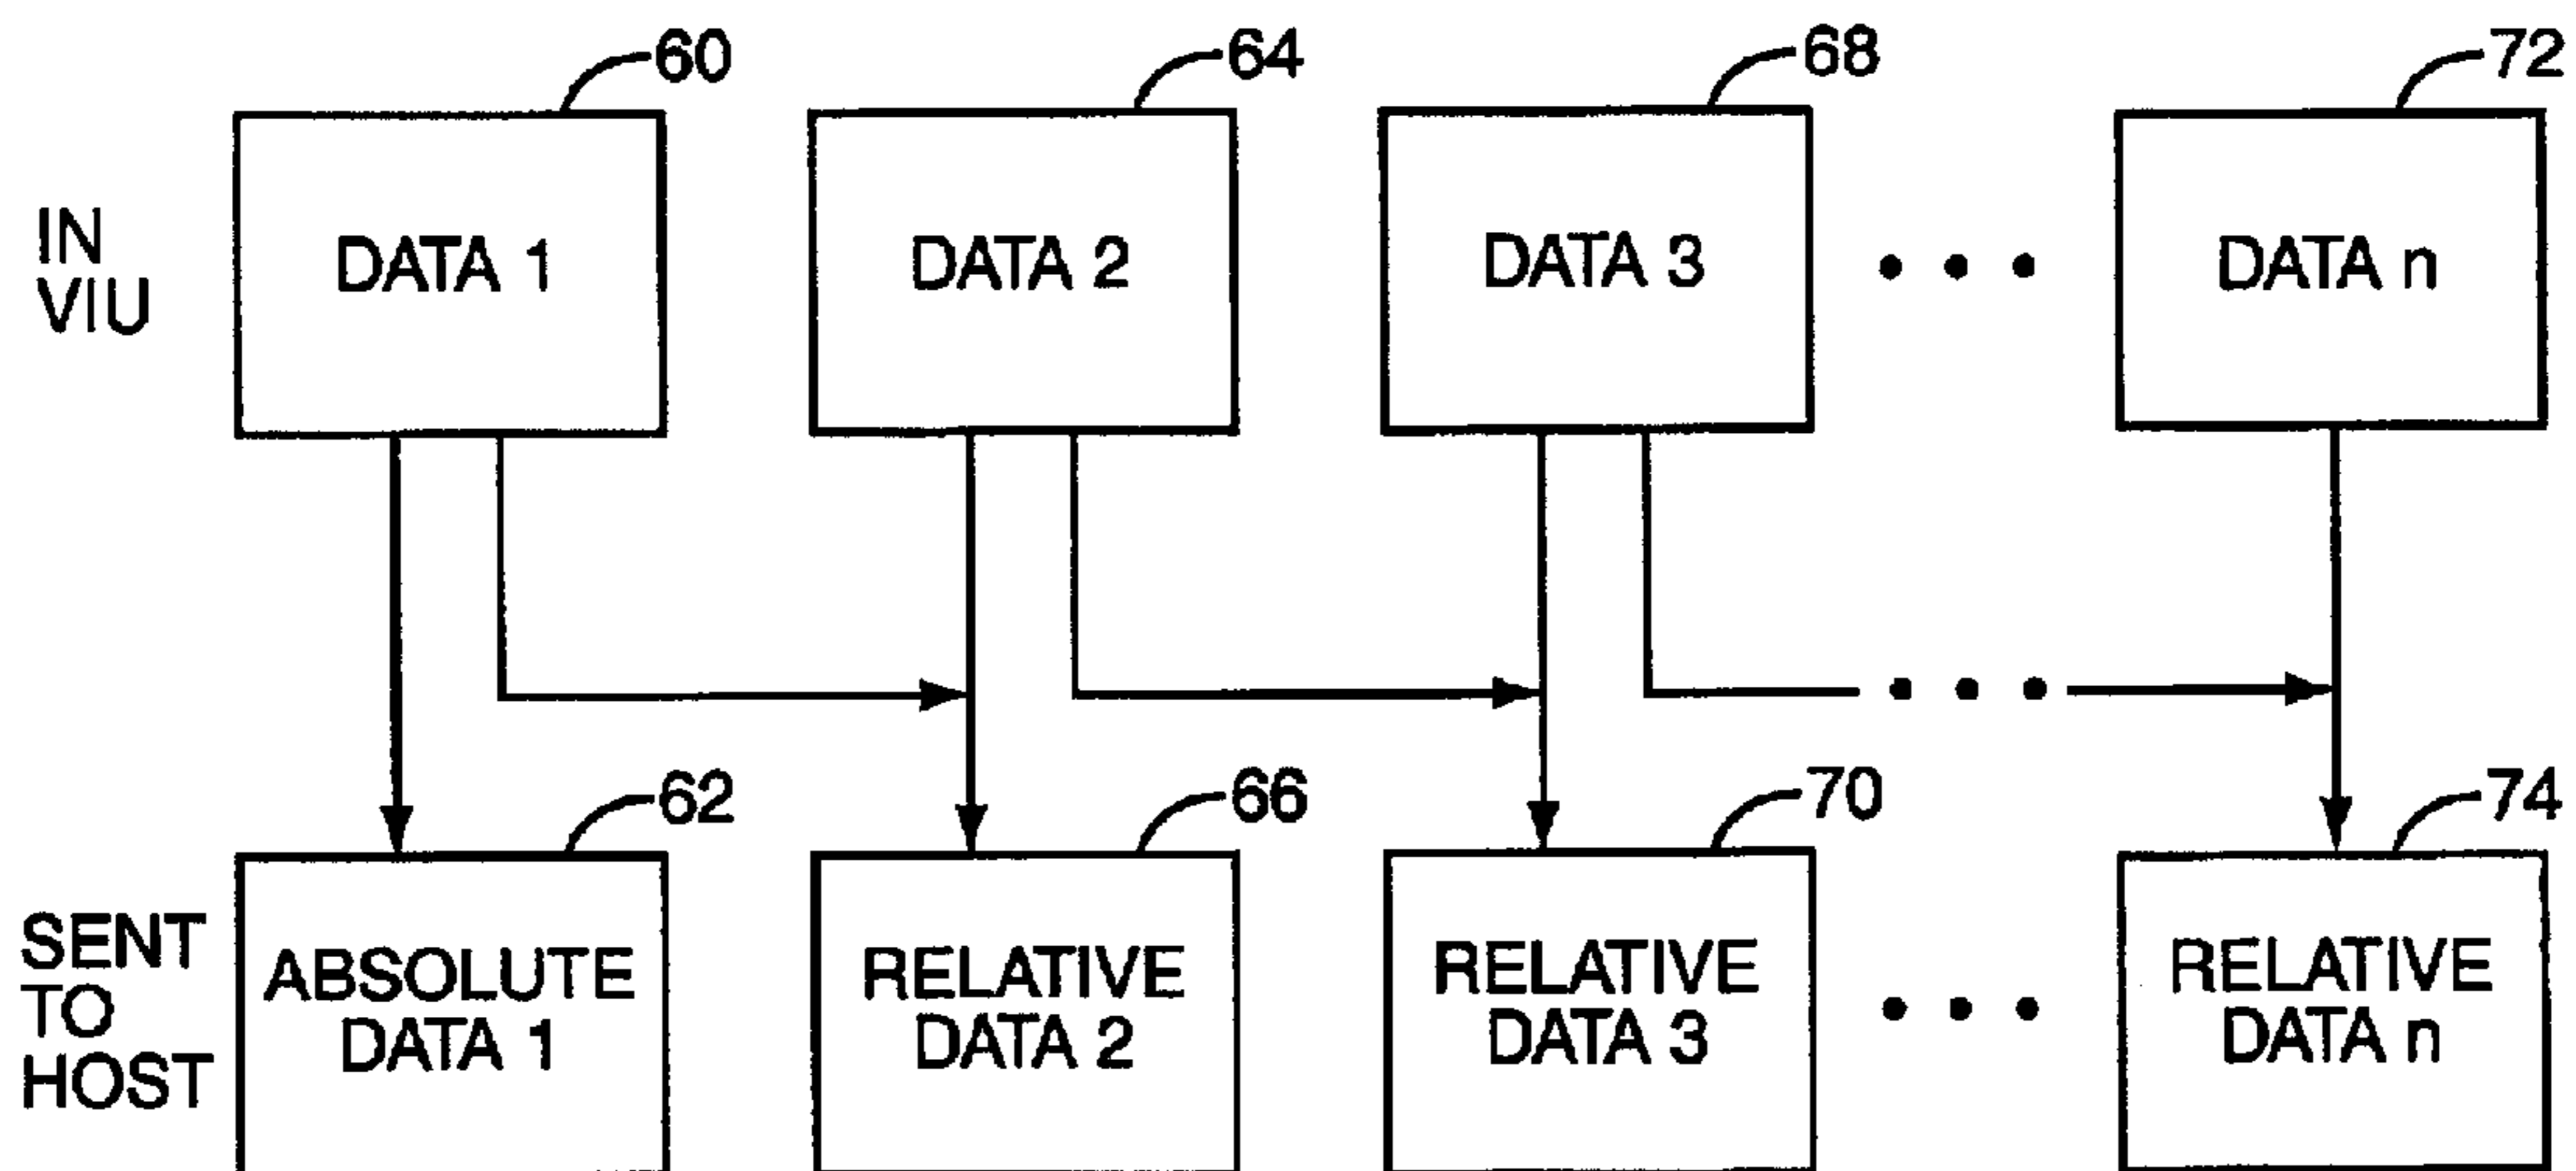 60
64
68
72
IN
VIU
DATA 1
DATA 2
DATA 3
DATA n
62
66
70
74
SENT
TO
HOST
ABSOLUTE
DATA 1
RELATIVE
DATA 2
RELATIVE
DATA 3
RELATIVE
DATA n